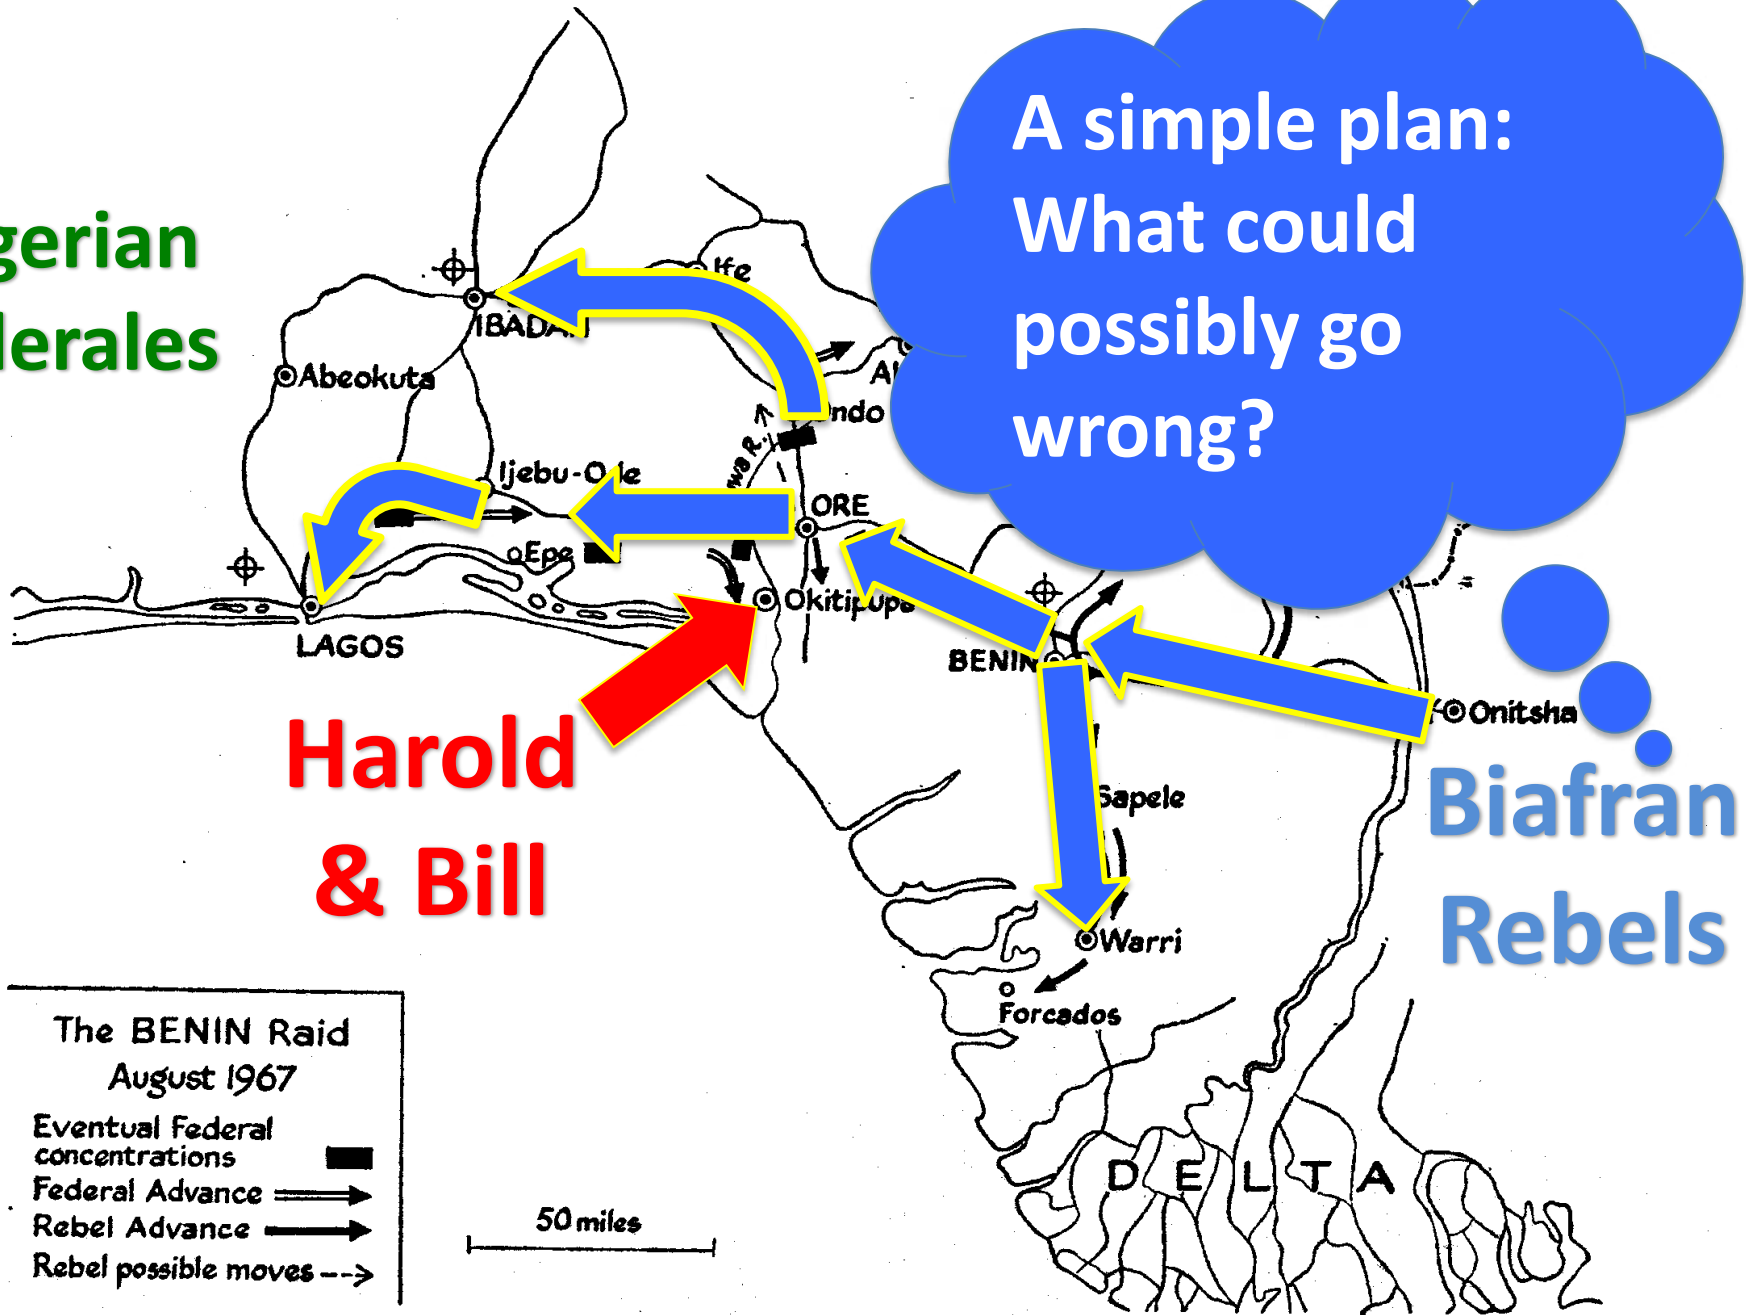 A simple plan:
What could
possibly go
wrong?
gerian
derales
Ife
IBADAN
Abeokuta
Ondo
Ijebu-Ode
ORE
Epe
Okitipupa
LAGOS
BENIN
Onitsha
Harold
& Bill
Biafran
Rebels
Sapele
Warri
Forcados
The BENIN Raid
August 1967
Eventual Federal
concentrations
Federal Advance
Rebel Advance
Rebel possible moves
50 miles
DELTA